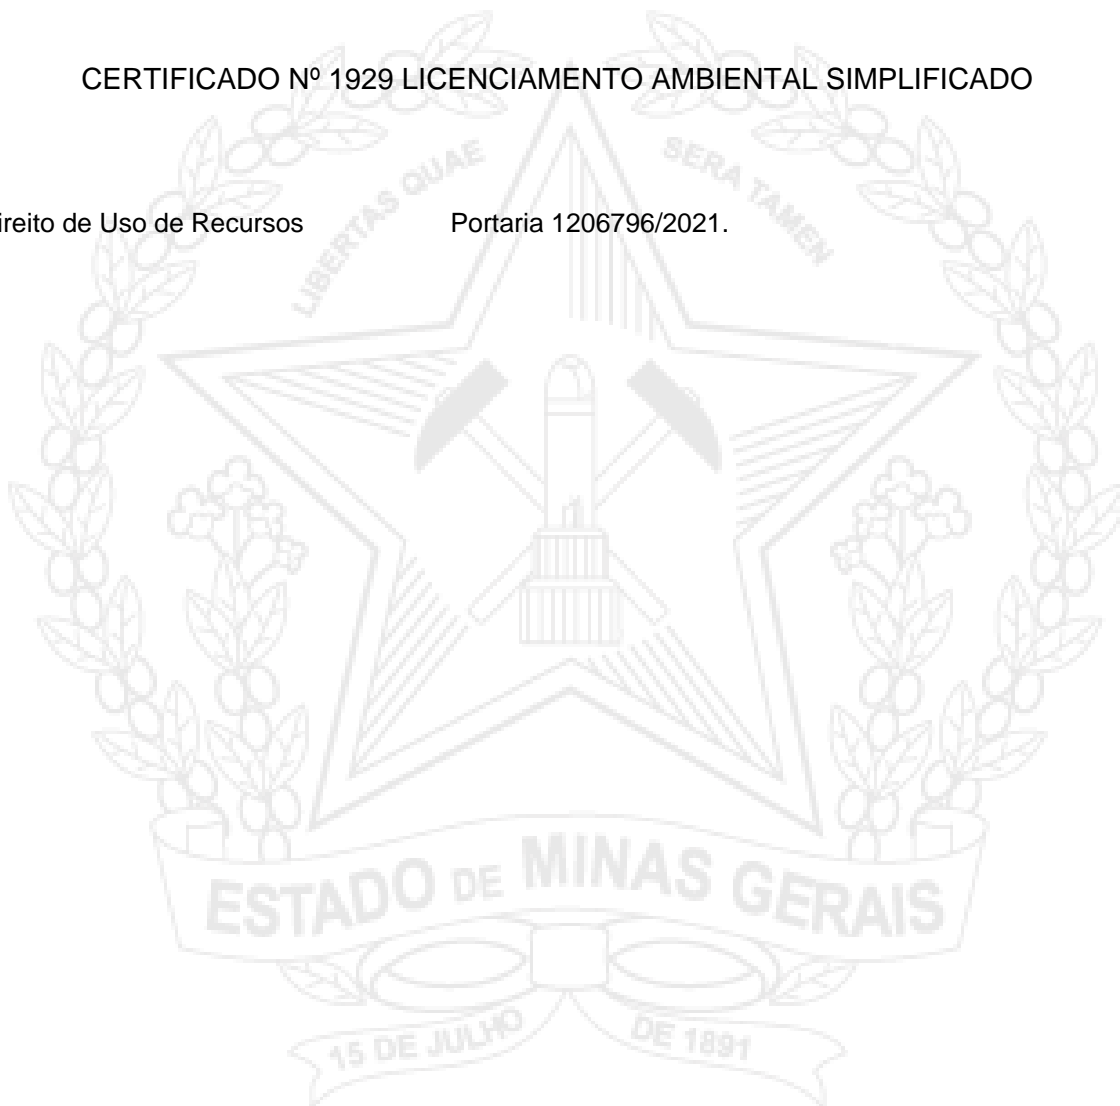 CERTIFICADO Nº 1929 LICENCIAMENTO AMBIENTAL SIMPLIFICADO
LIBERTAS QUAE SERA TAMEN
ireito de Uso de Recursos Portaria 1206796/2021.
ESTADO DE MINAS GERAIS
15 DE JULHO DE 1891